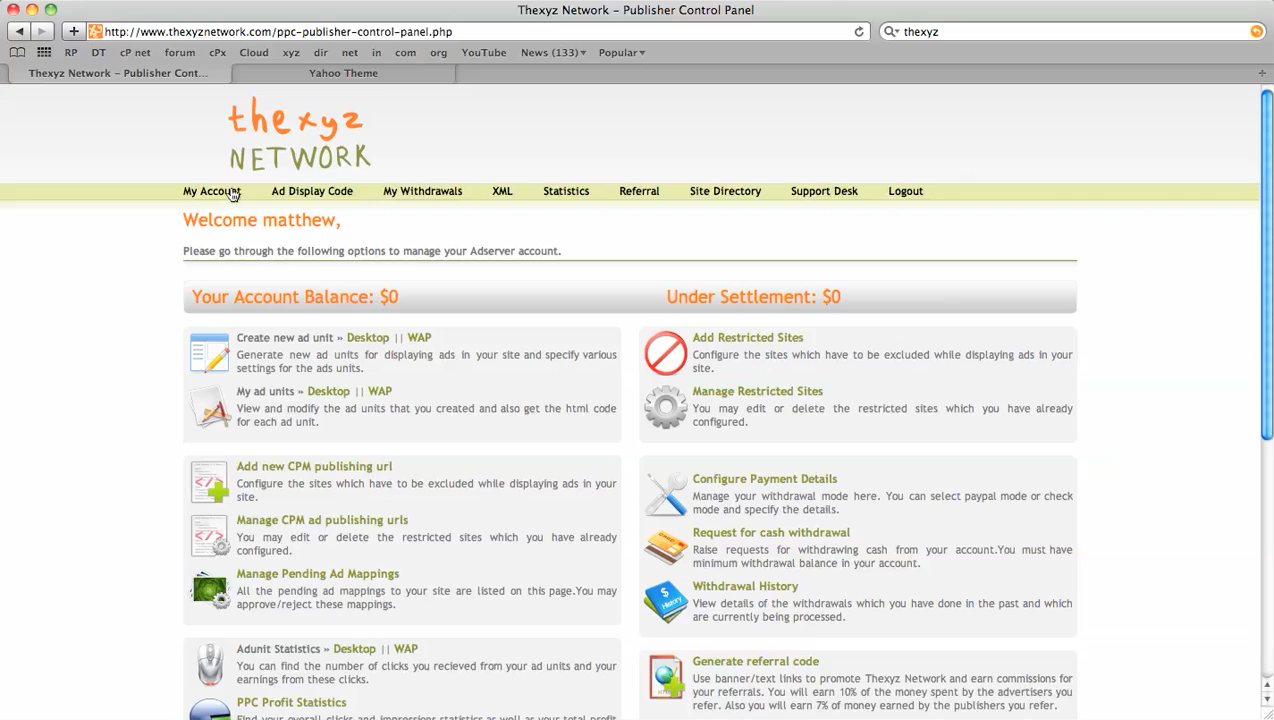 Thexyz Network – Publisher Control Panel
http://www.thexyznetwork.com/ppc-publisher-control-panel.php
thexyz
RP DT cP net forum cPx Cloud xyz dir net in com org YouTube News (133) Popular
Thexyz Network – Publisher Cont... Yahoo Theme
thexyz
NETWORK
My Account Ad Display Code My Withdrawals XML Statistics Referral Site Directory Support Desk Logout
Welcome matthew,
Please go through the following options to manage your Adserver account.
Your Account Balance: $0 Under Settlement: $0
Create new ad unit » Desktop || WAP
Generate new ad units for displaying ads in your site and specify various
settings for the ads units.
My ad units » Desktop || WAP
View and modify the ad units that you created and also get the html code
for each ad unit.
Add Restricted Sites
Configure the sites which have to be excluded while displaying ads in your
site.
Manage Restricted Sites
You may edit or delete the restricted sites which you have already
configured.
Add new CPM publishing url
Configure the sites which have to be excluded while displaying ads in your
site.
Manage CPM ad publishing urls
You may edit or delete the restricted sites which you have already
configured.
Manage Pending Ad Mappings
All the pending ad mappings to your site are listed on this page.You may
approve/reject these mappings.
Configure Payment Details
Manage your withdrawal mode here. You can select paypal mode or check
mode and specify the details.
Request for cash withdrawal
Raise requests for withdrawing cash from your account.You must have
minimum withdrawal balance in your account.
History
Withdrawal History
View details of the withdrawals which you have done in the past and which
are currently being processed.
Adunit Statistics » Desktop || WAP
You can find the number of clicks you recieved from your ad units and your
earnings from these clicks.
PPC Profit Statistics
Find your overall clicks and impressions statistics as well as your total profit
Generate referral code
Use banner/text links to promote Thexyz Network and earn commissions for
your referrals. You will earn 10% of the money spent by the advertisers you
refer. Also you will earn 7% of money earned by the publishers you refer.